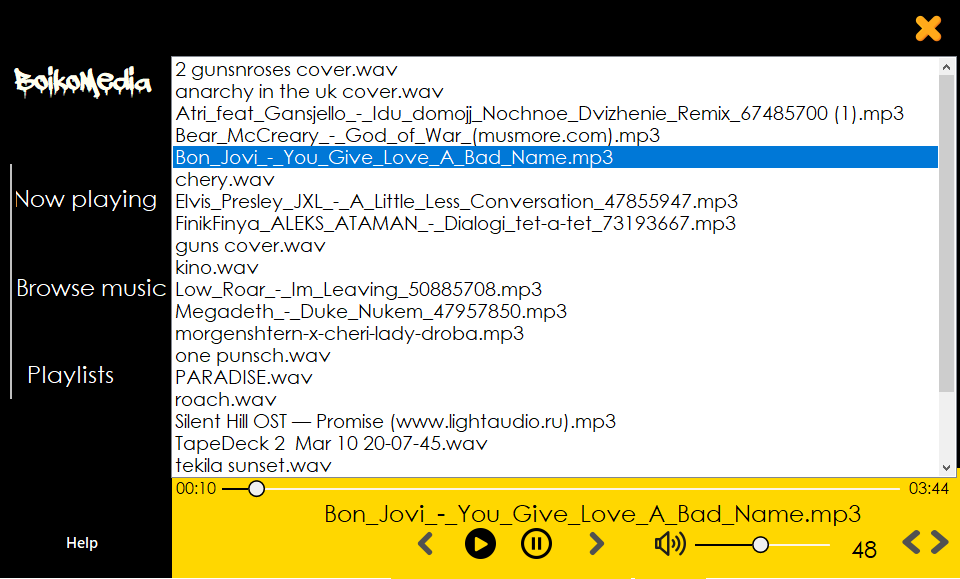 BoikoMedia
Now playing
Browse music
Playlists
Help
2 gunsnroses cover.wav
anarchy in the uk cover.wav
Atri_feat_Gansjello_-_Idu_domojj_Nochnoe_Dvizhenie_Remix_67485700 (1).mp3
Bear_McCreary_-_God_of_War_(musmore.com).mp3
Bon_Jovi_-_You_Give_Love_A_Bad_Name.mp3
chery.wav
Elvis_Presley_JXL_-_A_Little_Less_Conversation_47855947.mp3
FinikFinya_ALEKS_ATAMAN_-_Dialogi_tet-a-tet_73193667.mp3
guns cover.wav
kino.wav
Low_Roar_-_Im_Leaving_50885708.mp3
Megadeth_-_Duke_Nukem_47957850.mp3
morgenshtern-x-cheri-lady-droba.mp3
one punsch.wav
PARADISE.wav
roach.wav
Silent Hill OST — Promise (www.lightaudio.ru).mp3
TapeDeck 2  Mar 10 20-07-45.wav
tekila sunset.wav
00:10 03:44
Bon_Jovi_-_You_Give_Love_A_Bad_Name.mp3
48